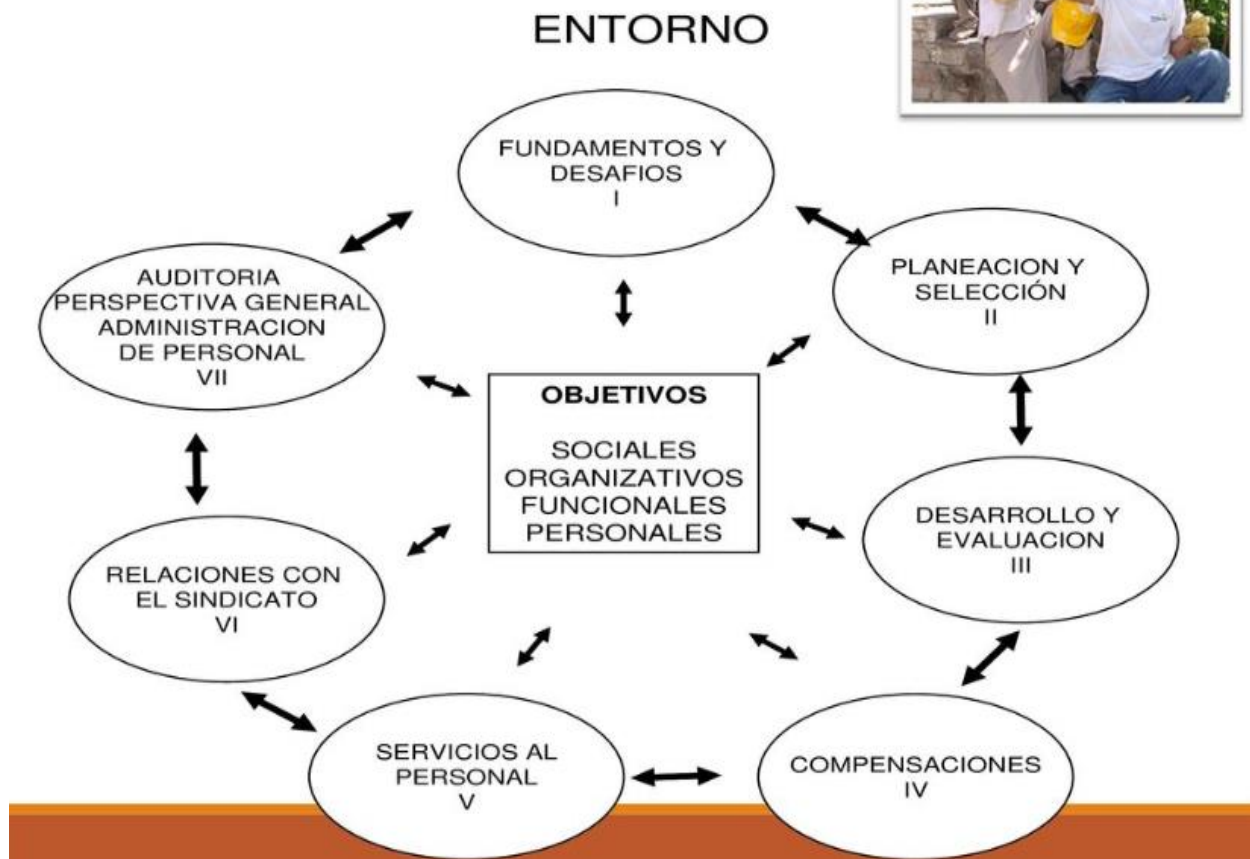 ENTORNO
FUNDAMENTOS Y
DESAFIOS
I
PLANEACION Y
SELECCIÓN
II
DESARROLLO Y
EVALUACION
III
COMPENSACIONES
IV
SERVICIOS AL
PERSONAL
V
RELACIONES CON
EL SINDICATO
VI
AUDITORIA
PERSPECTIVA GENERAL
ADMINISTRACION
DE PERSONAL
VII
OBJETIVOS
SOCIALES
ORGANIZATIVOS
FUNCIONALES
PERSONALES